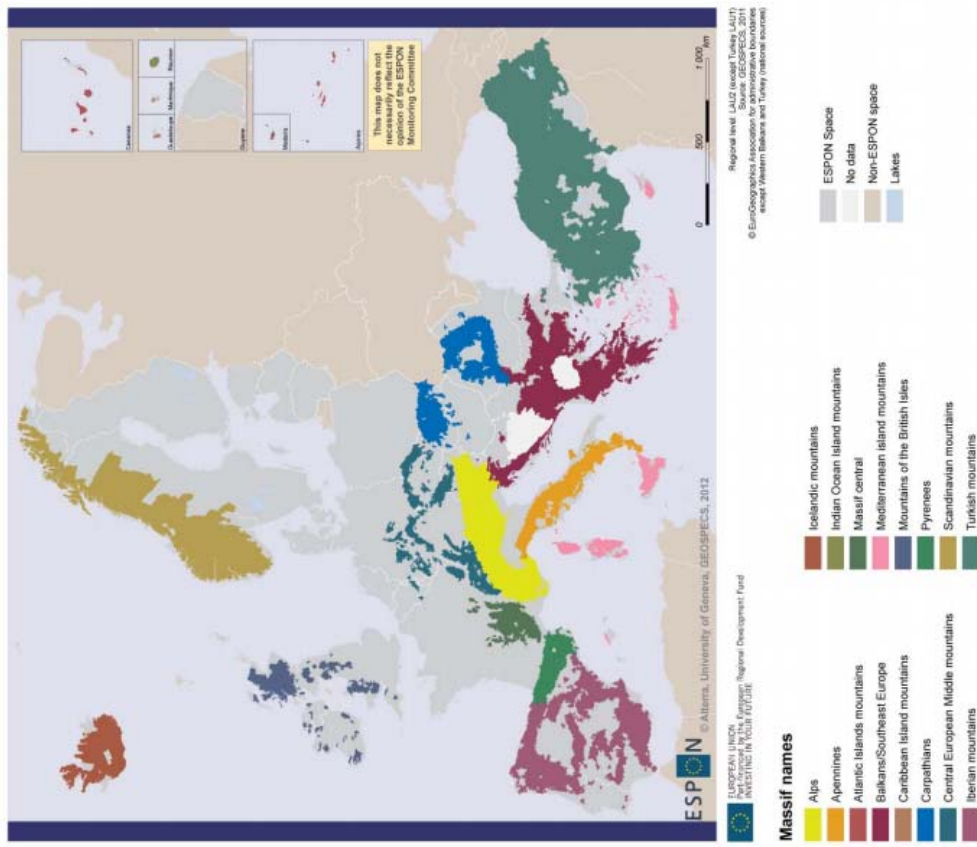 Canarias
Guadeloupe
Martinique
Réunion
Guyane
Madeira
Açores
This map does not
necessarily reflect the
opinion of the ESPON
Monitoring Committee
0
500
1 000
km
ESPON
© Alterra, University of Geneva, GEOSPECS, 2012
EUROPEAN UNION
Part-financed by the European Regional Development Fund
INVESTING IN YOUR FUTURE
Regional level: LAU2 (except Turkey LAU1)
Source: GEOSPECS, 2011
© EuroGeographics Association for administrative boundaries
except Western Balkans and Turkey (national sources)
Massif names
Alps
Apennines
Atlantic Islands mountains
Balkans/Southeast Europe
Caribbean Island mountains
Carpathians
Central European Middle mountains
Iberian mountains
Icelandic mountains
Indian Ocean Island mountains
Massif central
Mediterranean island mountains
Mountains of the British Isles
Pyrenees
Scandinavian mountains
Turkish mountains
ESPON Space
No data
Non-ESPON space
Lakes